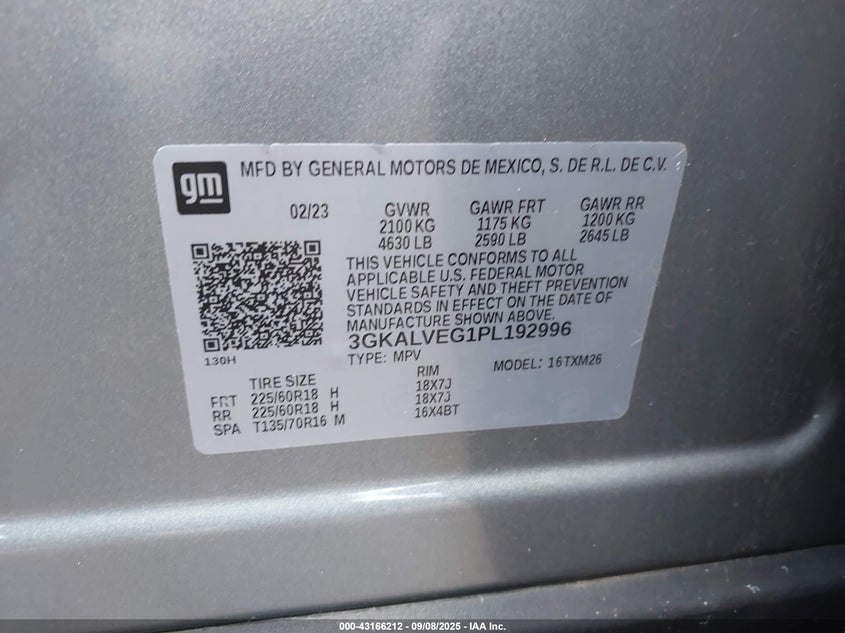 gm MFD BY GENERAL MOTORS DE MEXICO, S. DE R.L. DE C.V.
02/23 GVWR GAWR FRT GAWR RR
2100 KG 1175 KG 1200 KG
4630 LB 2590 LB 2645 LB
THIS VEHICLE CONFORMS TO ALL
APPLICABLE U.S. FEDERAL MOTOR
VEHICLE SAFETY AND THEFT PREVENTION
STANDARDS IN EFFECT ON THE DATE OF
MANUFACTURE SHOWN ABOVE.
3GKALVEG1PL192996
130H TYPE: MPV MODEL: 16TXM26
TIRE SIZE RIM
FRT 225/60R18 H 18X7J
RR 225/60R18 H 18X7J
SPA T135/70R16 M 16X4BT
000-43166212 - 09/08/2025 - IAA Inc.